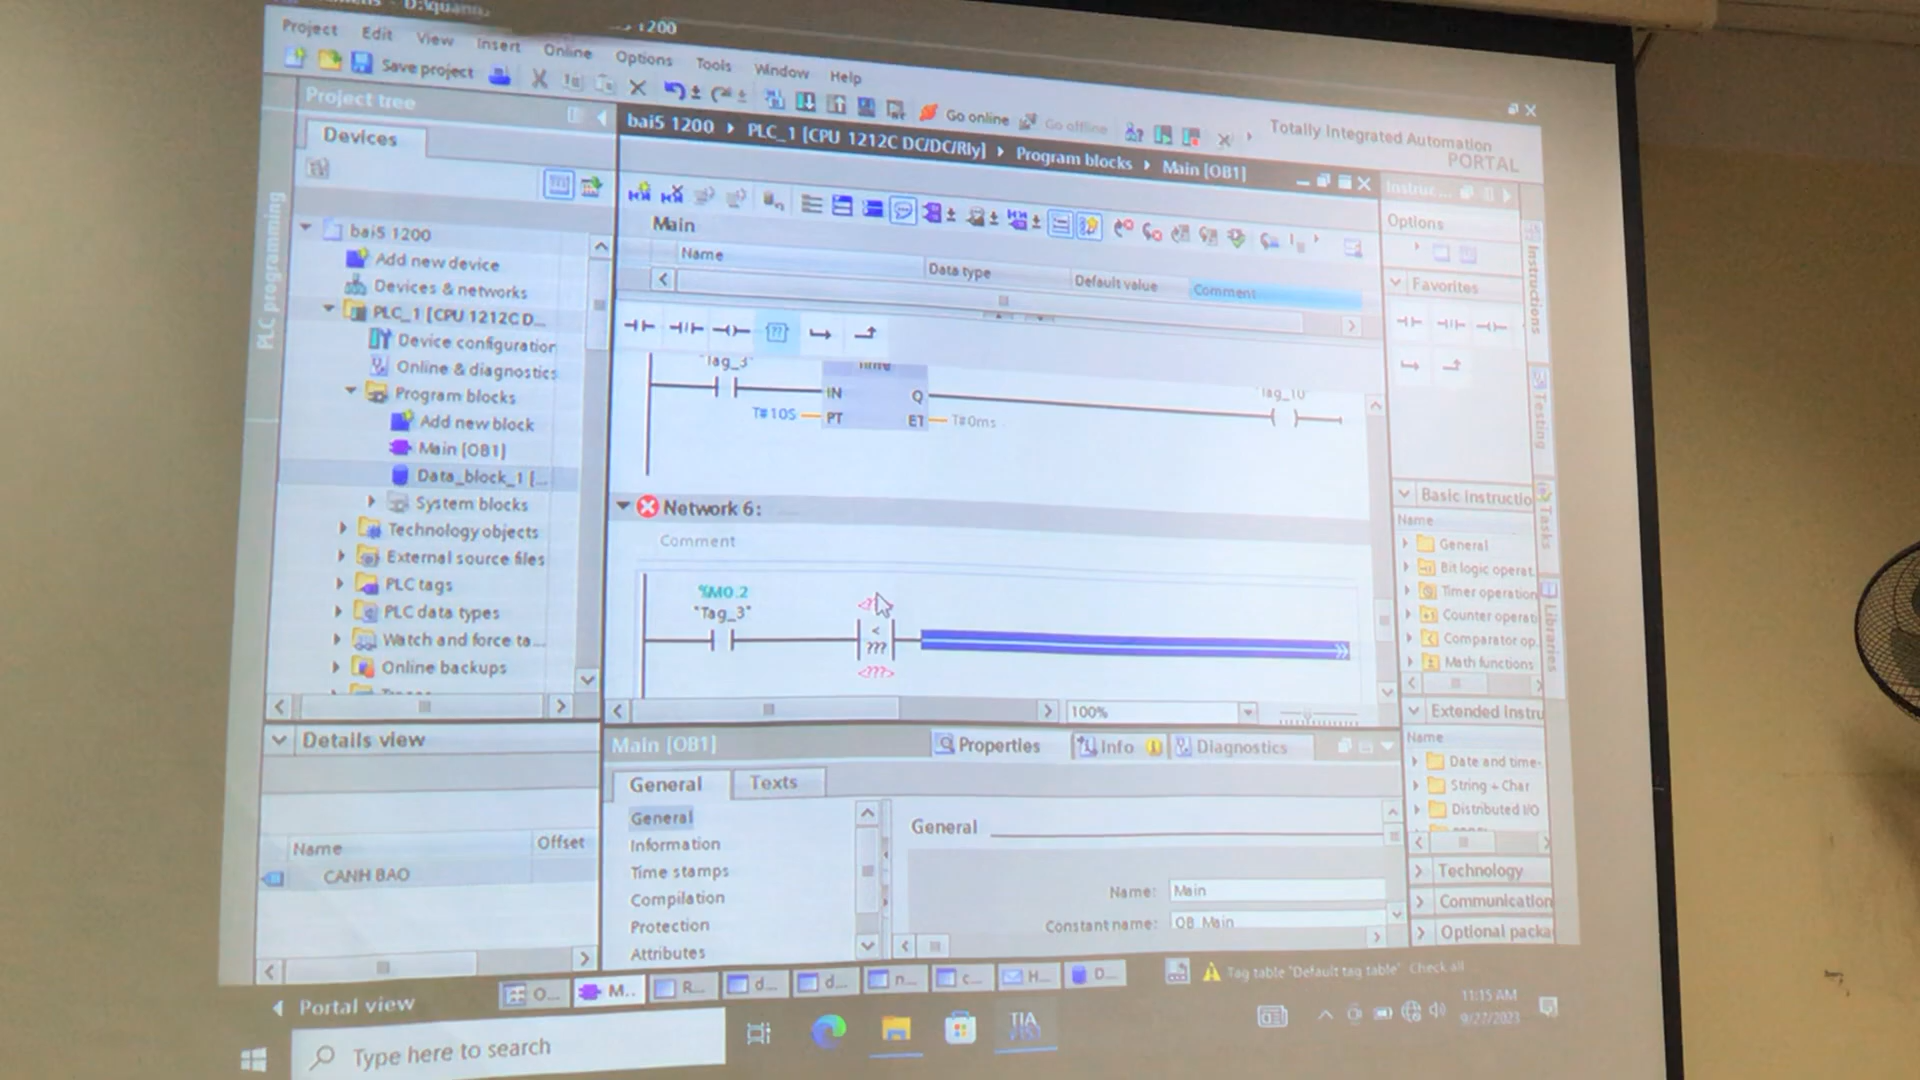 1200
Project Edit View Insert Online Options Tools Window Help
Save project
Go online
Go offline
Totally Integrated Automation
PORTAL
Project tree
Devices
PLC programming
bai5 1200
Add new device
Devices & networks
PLC_1 [CPU 1212C D...
Device configuration
Online & diagnostics
Program blocks
Add new block
Main [OB1]
Data_block_1 [...
System blocks
Technology objects
External source files
PLC tags
PLC data types
Watch and force ta...
Online backups
Details view
Name
Offset
CANH BAO
bai5 1200 PLC_1 [CPU 1212C DC/DC/Rly] Program blocks Main [OB1]
Main
Name
Data type
Default value
Comment
"Tag_3"
Time
IN
Q
T#10S
PT
ET
T#0ms
"Tag_10"
Network 6:
Comment
%M0.2
"Tag_3"
<
???
<???>
100%
Main [OB1]
Properties
Info
Diagnostics
General
Texts
General
Information
Time stamps
Compilation
Protection
Attributes
General
Name: Main
Constant name: OB_Main
Instruc...
Options
Favorites
Basic instructio
Name
General
Bit logic operat.
Timer operation
Counter operati
Comparator op.
Math functions
Extended Instru
Name
Date and time-
String + Char
Distributed I/O
Technology
Communication
Optional packa
Instructions
Testing
Tasks
Libraries
Portal view
O...
M..
R...
d...
d...
n...
c...
H...
D...
Tag table "Default tag table" Check all
Type here to search
TIA
11:15 AM
9/27/2023